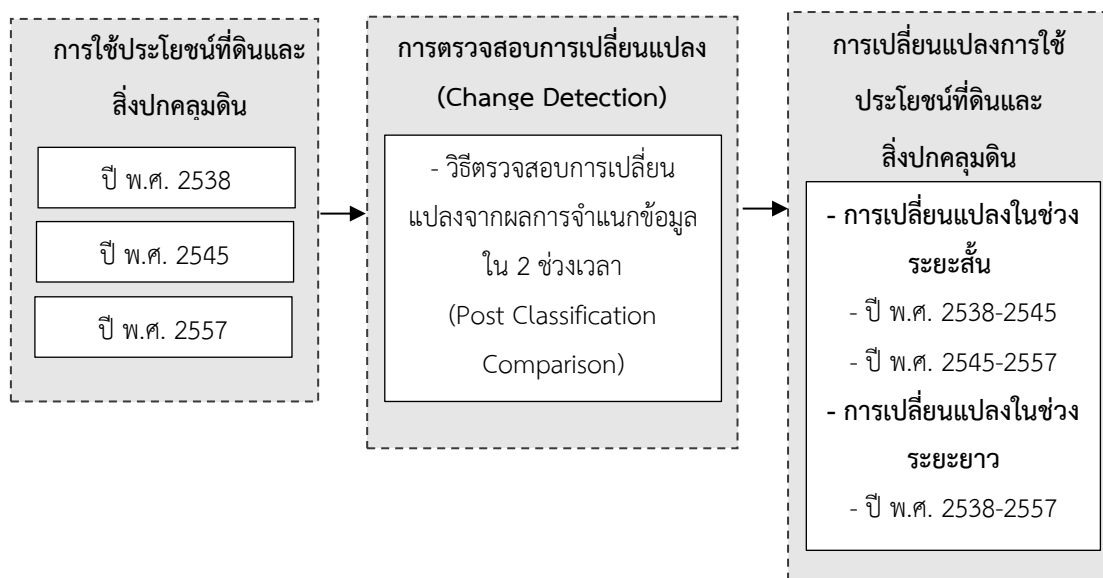 การใช้ประโยชน์ที่ดินและ
สิ่งปกคลุมดิน
ปี พ.ศ. 2538
ปี พ.ศ. 2545
ปี พ.ศ. 2557
การตรวจสอบการเปลี่ยนแปลง
(Change Detection)
- วิธีตรวจสอบการเปลี่ยน
แปลงจากผลการจำแนกข้อมูล
ใน 2 ช่วงเวลา
(Post Classification
Comparison)
การเปลี่ยนแปลงการใช้
ประโยชน์ที่ดินและ
สิ่งปกคลุมดิน
- การเปลี่ยนแปลงในช่วง
ระยะสั้น
- ปี พ.ศ. 2538-2545
- ปี พ.ศ. 2545-2557
- การเปลี่ยนแปลงในช่วง
ระยะยาว
- ปี พ.ศ. 2538-2557